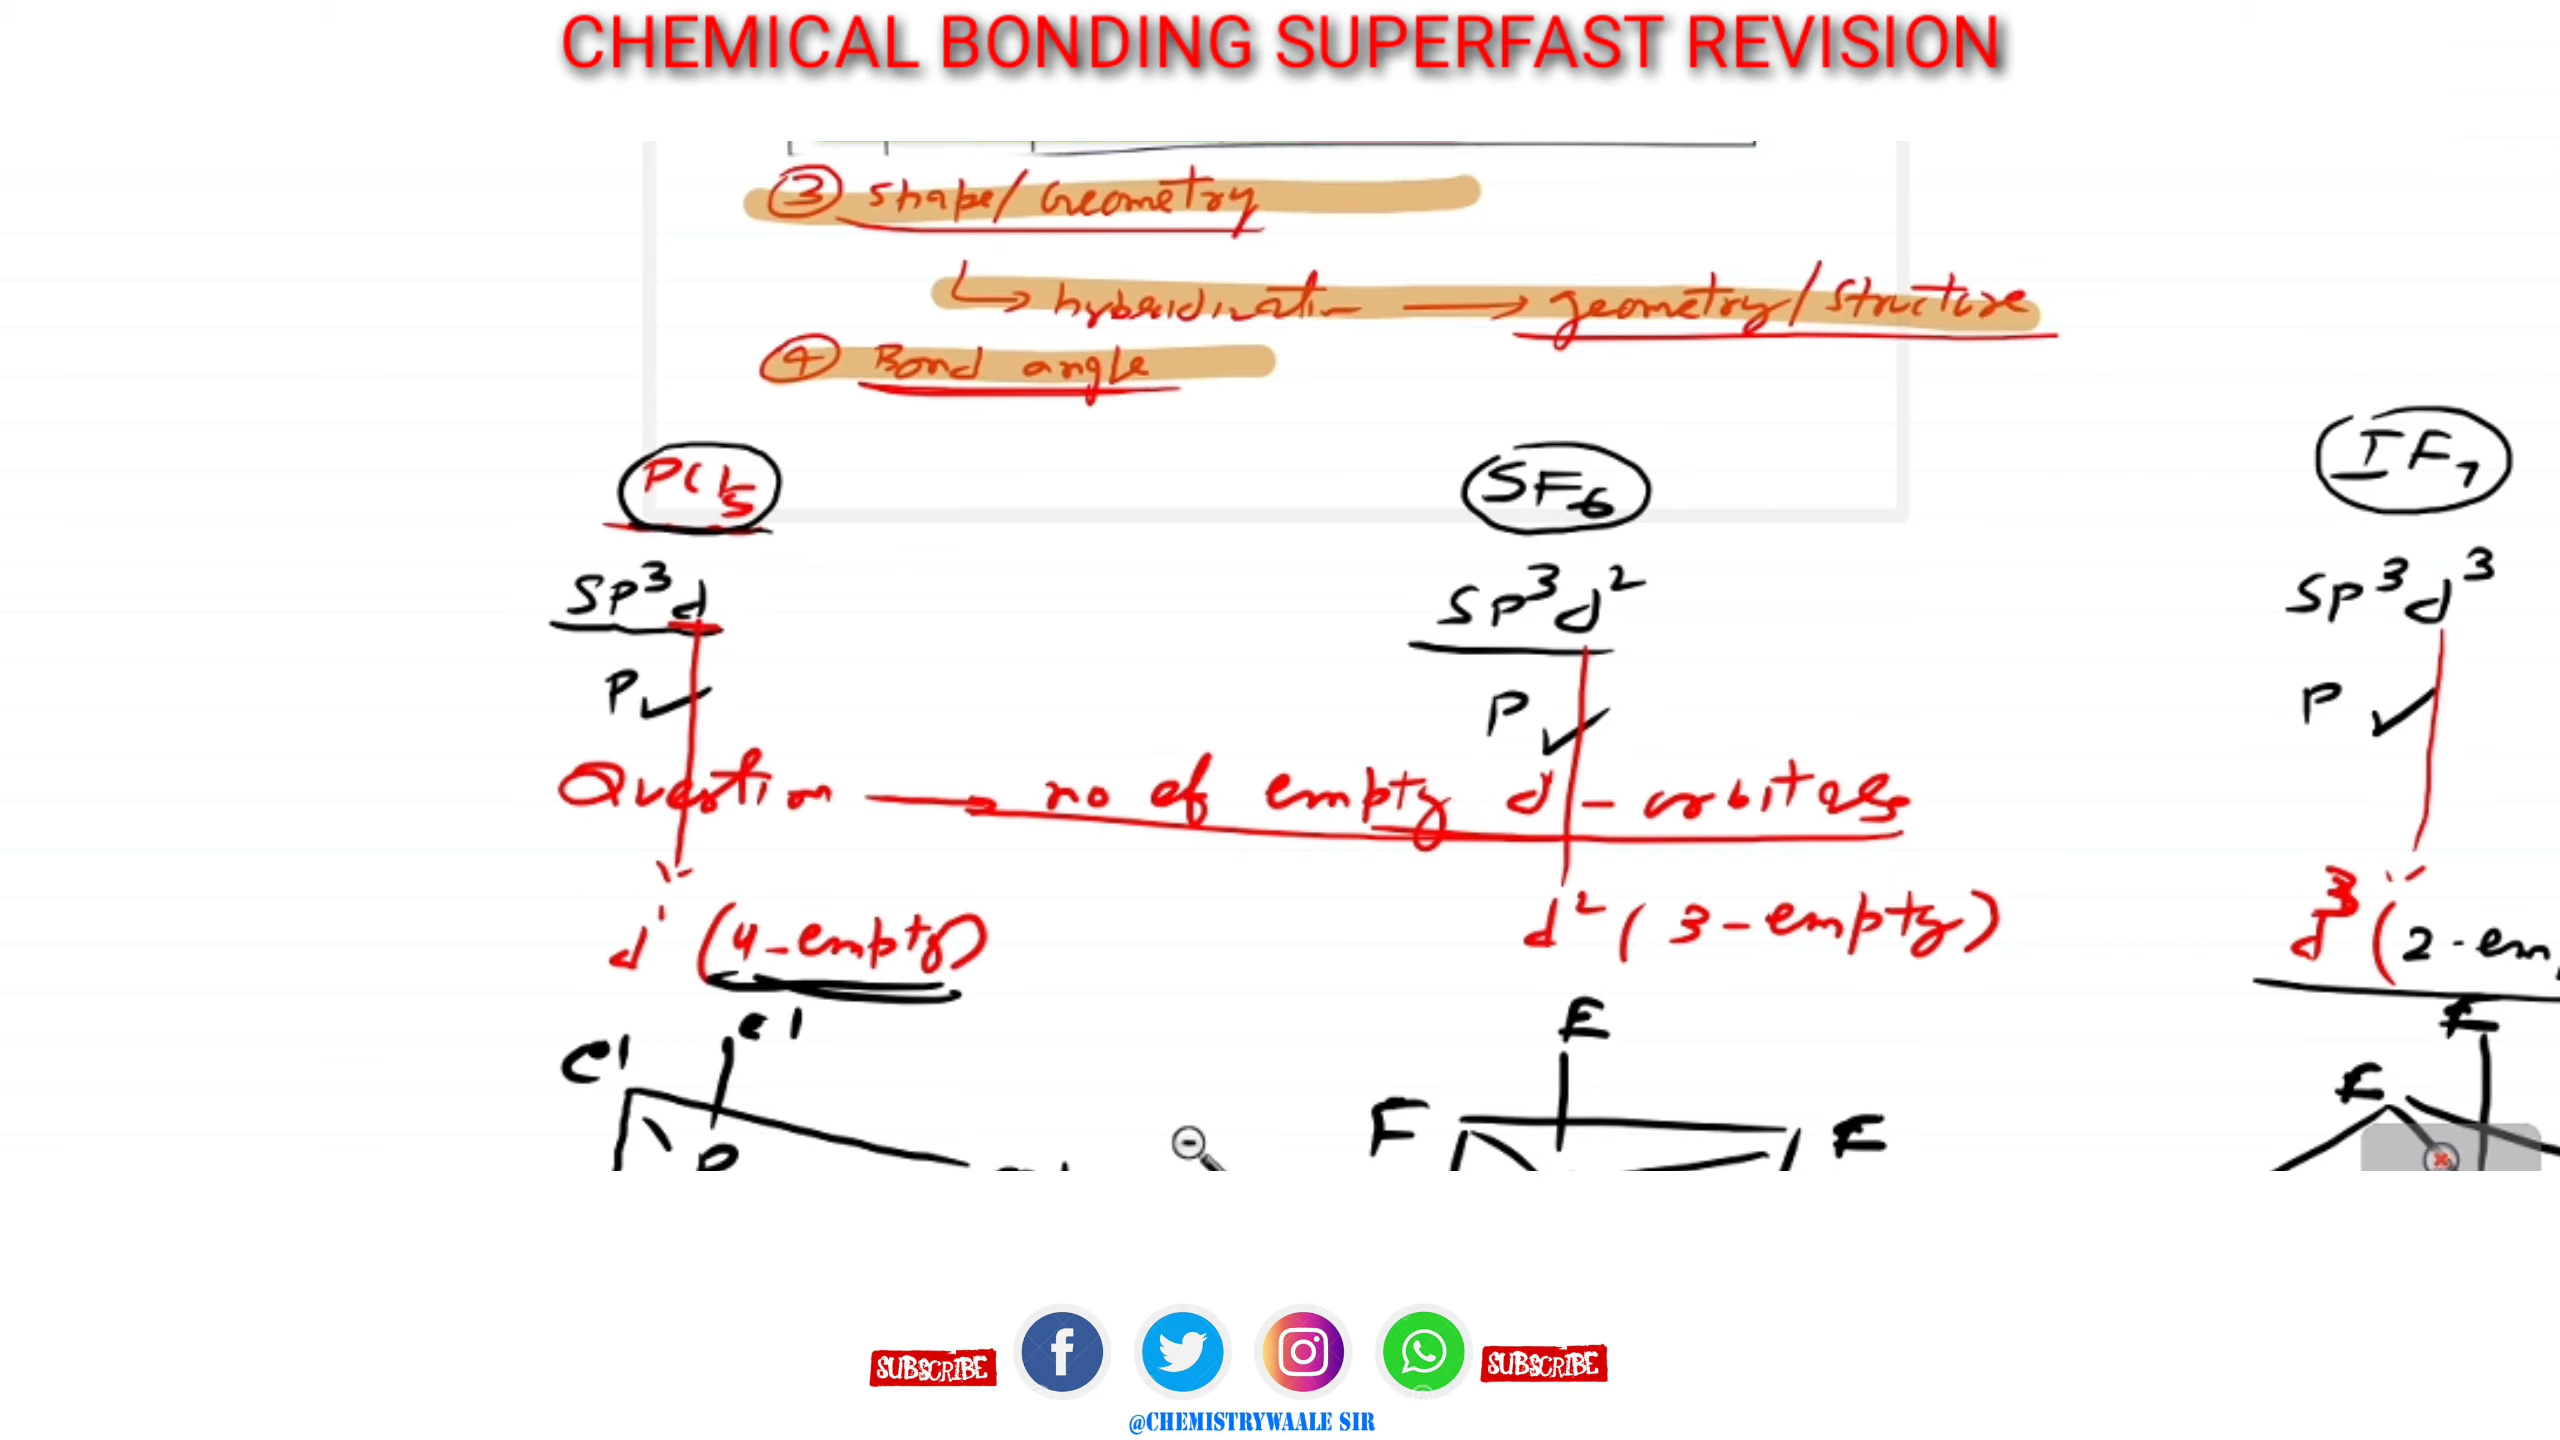 CHEMICAL BONDING SUPERFAST REVISION
③ Shape/Geometry
↳ hybridization → geometry/structure
④ Bond angle
PCl5 SF6 IF7
sp³d sp³d² sp³d³
P ✓ P ✓ P ✓
Question → no of empty d-orbitals
d¹ (4-empty) d² (3-empty) d³ (2-em
Cl Cl F F
P F F F
SUBSCRIBE f SUBSCRIBE
@CHEMISTRYWAALE SIR